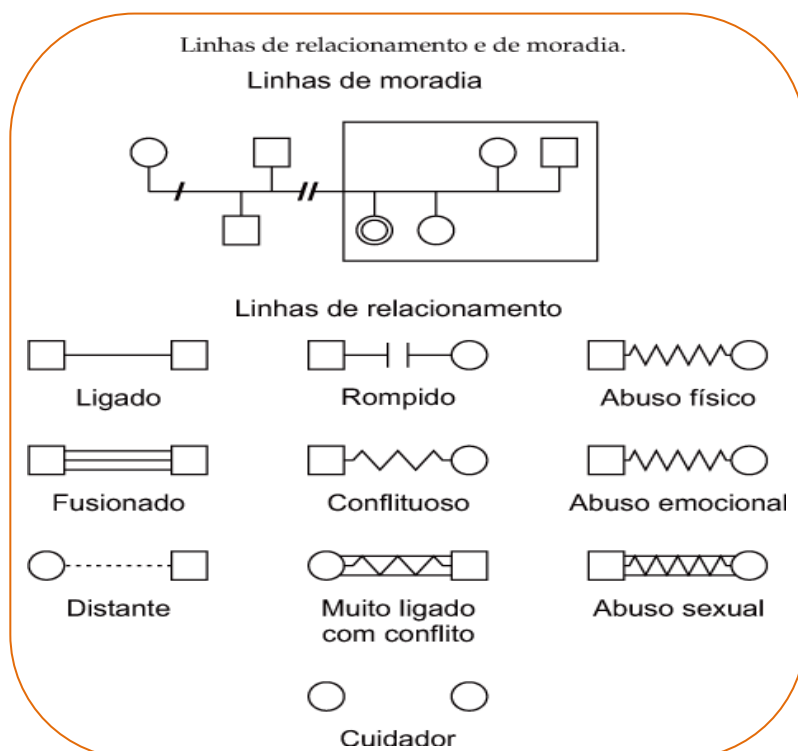 Linhas de relacionamento e de moradia.
Linhas de moradia
Linhas de relacionamento
Ligado
Rompido
Abuso físico
Fusionado
Conflituoso
Abuso emocional
Distante
Muito ligado
com conflito
Abuso sexual
Cuidador